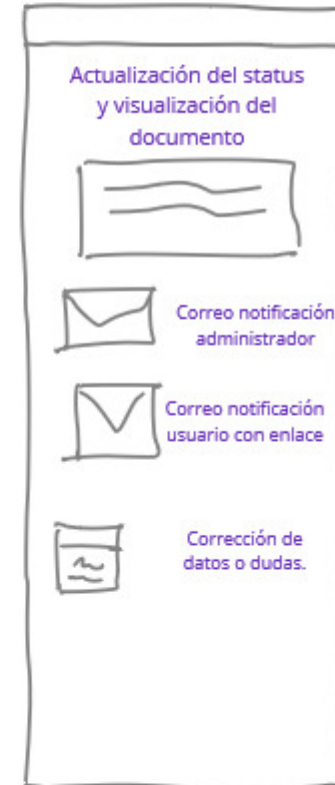 Actualización del status
y visualización del
documento
Correo notificación
administrador
Correo notificación
usuario con enlace
Corrección de
datos o dudas.